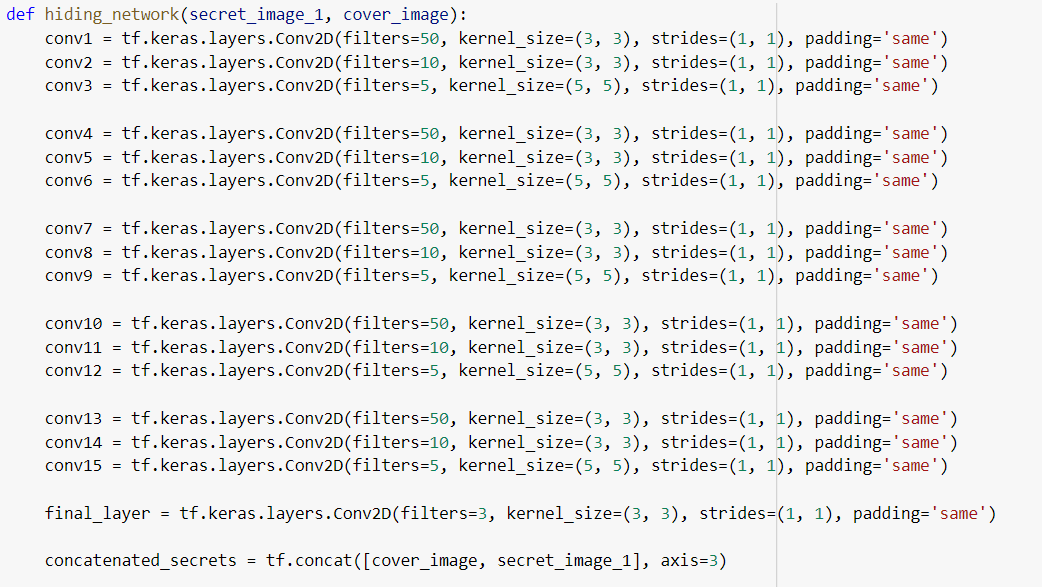 def hiding_network(secret_image_1, cover_image):
    conv1 = tf.keras.layers.Conv2D(filters=50, kernel_size=(3, 3), strides=(1, 1), padding='same')
    conv2 = tf.keras.layers.Conv2D(filters=10, kernel_size=(3, 3), strides=(1, 1), padding='same')
    conv3 = tf.keras.layers.Conv2D(filters=5, kernel_size=(5, 5), strides=(1, 1), padding='same')

    conv4 = tf.keras.layers.Conv2D(filters=50, kernel_size=(3, 3), strides=(1, 1), padding='same')
    conv5 = tf.keras.layers.Conv2D(filters=10, kernel_size=(3, 3), strides=(1, 1), padding='same')
    conv6 = tf.keras.layers.Conv2D(filters=5, kernel_size=(5, 5), strides=(1, 1), padding='same')

    conv7 = tf.keras.layers.Conv2D(filters=50, kernel_size=(3, 3), strides=(1, 1), padding='same')
    conv8 = tf.keras.layers.Conv2D(filters=10, kernel_size=(3, 3), strides=(1, 1), padding='same')
    conv9 = tf.keras.layers.Conv2D(filters=5, kernel_size=(5, 5), strides=(1, 1), padding='same')

    conv10 = tf.keras.layers.Conv2D(filters=50, kernel_size=(3, 3), strides=(1, 1), padding='same')
    conv11 = tf.keras.layers.Conv2D(filters=10, kernel_size=(3, 3), strides=(1, 1), padding='same')
    conv12 = tf.keras.layers.Conv2D(filters=5, kernel_size=(5, 5), strides=(1, 1), padding='same')

    conv13 = tf.keras.layers.Conv2D(filters=50, kernel_size=(3, 3), strides=(1, 1), padding='same')
    conv14 = tf.keras.layers.Conv2D(filters=10, kernel_size=(3, 3), strides=(1, 1), padding='same')
    conv15 = tf.keras.layers.Conv2D(filters=5, kernel_size=(5, 5), strides=(1, 1), padding='same')

    final_layer = tf.keras.layers.Conv2D(filters=3, kernel_size=(3, 3), strides=(1, 1), padding='same')

    concatenated_secrets = tf.concat([cover_image, secret_image_1], axis=3)